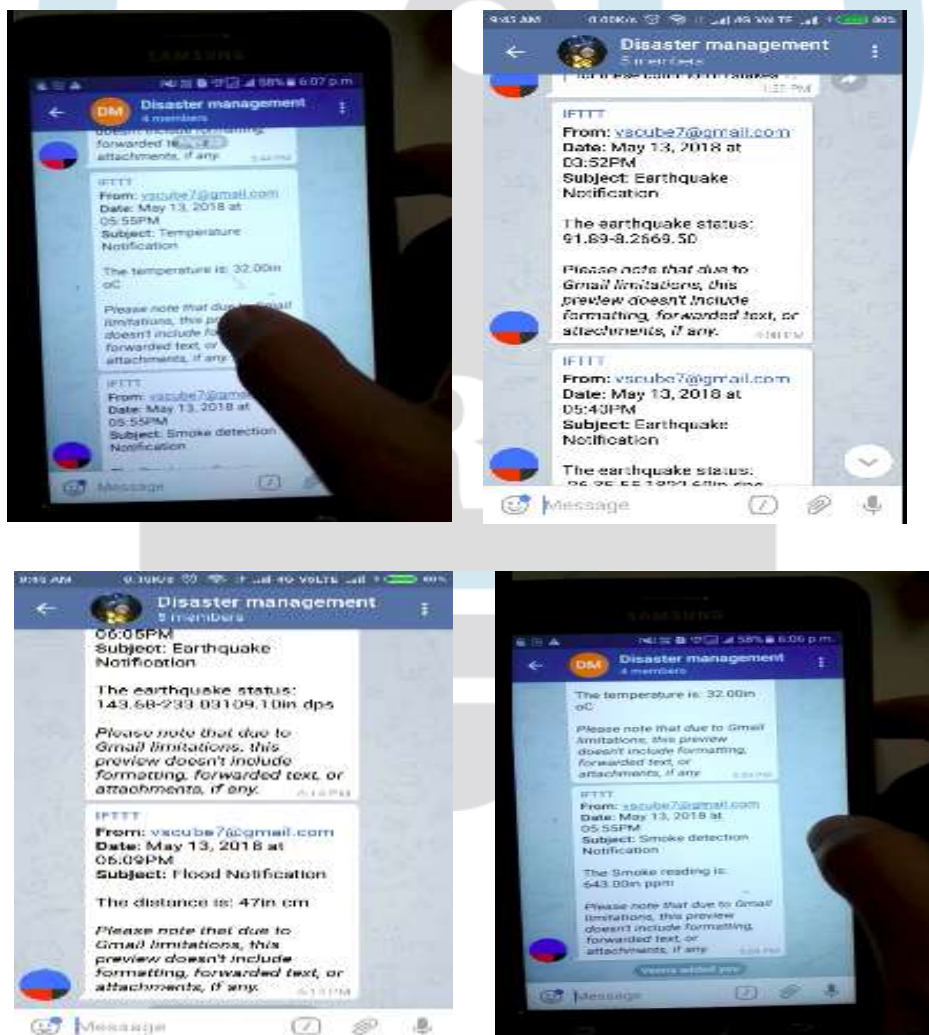 SAMSUNG
58% 6:07 p.m.
DM Disaster management
4 members
doesn't include formatting,
forwarded
attachments, if any.
IFTTT
From: vscube7@gmail.com
Date: May 13, 2018 at
05:55PM
Subject: Temperature
Notification
The temperature is: 32.00in
oC
Please note that due to Gmail
limitations, this
doesn't include
forwarded text, or
attachments, if any
IFTTT
From:
Date: May 13, 2018 at
05:55PM
Subject: Smoke detection
Notification
Message
9:45 AM
Disaster management
5 members
IFTTT
From: vscube7@gmail.com
Date: May 13, 2018 at
03:52PM
Subject: Earthquake
Notification
The earthquake status:
91.89-8.2669.50
Please note that due to
Gmail limitations, this
preview doesn't include
formatting, forwarded text, or
attachments, if any.
IFTTT
From: vscube7@gmail.com
Date: May 13, 2018 at
05:40PM
Subject: Earthquake
Notification
The earthquake status:
Message
Disaster management
5 members
06:05PM
Subject: Earthquake
Notification
The earthquake status:
143.68-233.03109.10in dps
Please note that due to
Gmail limitations, this
preview doesn't include
formatting, forwarded text, or
attachments, if any.
IFTTT
From: vscube7@gmail.com
Date: May 13, 2018 at
06:09PM
Subject: Flood Notification
The distance is: 47in cm
Please note that due to
Gmail limitations, this
preview doesn't include
formatting, forwarded text, or
attachments, if any.
Message
SAMSUNG
58% 6:06 p.m.
DM Disaster management
4 members
The temperature is: 32.00in
oC
Please note that due to Gmail
limitations, this preview
doesn't include formatting,
forwarded text, or
attachments, if any
IFTTT
From: vscube7@gmail.com
Date: May 13, 2018 at
05:55PM
Subject: Smoke detection
Notification
The Smoke reading is:
643.00in ppm
Please note that due to Gmail
limitations, this preview
doesn't include formatting,
forwarded text, or
attachments, if any
Veena added you
Message